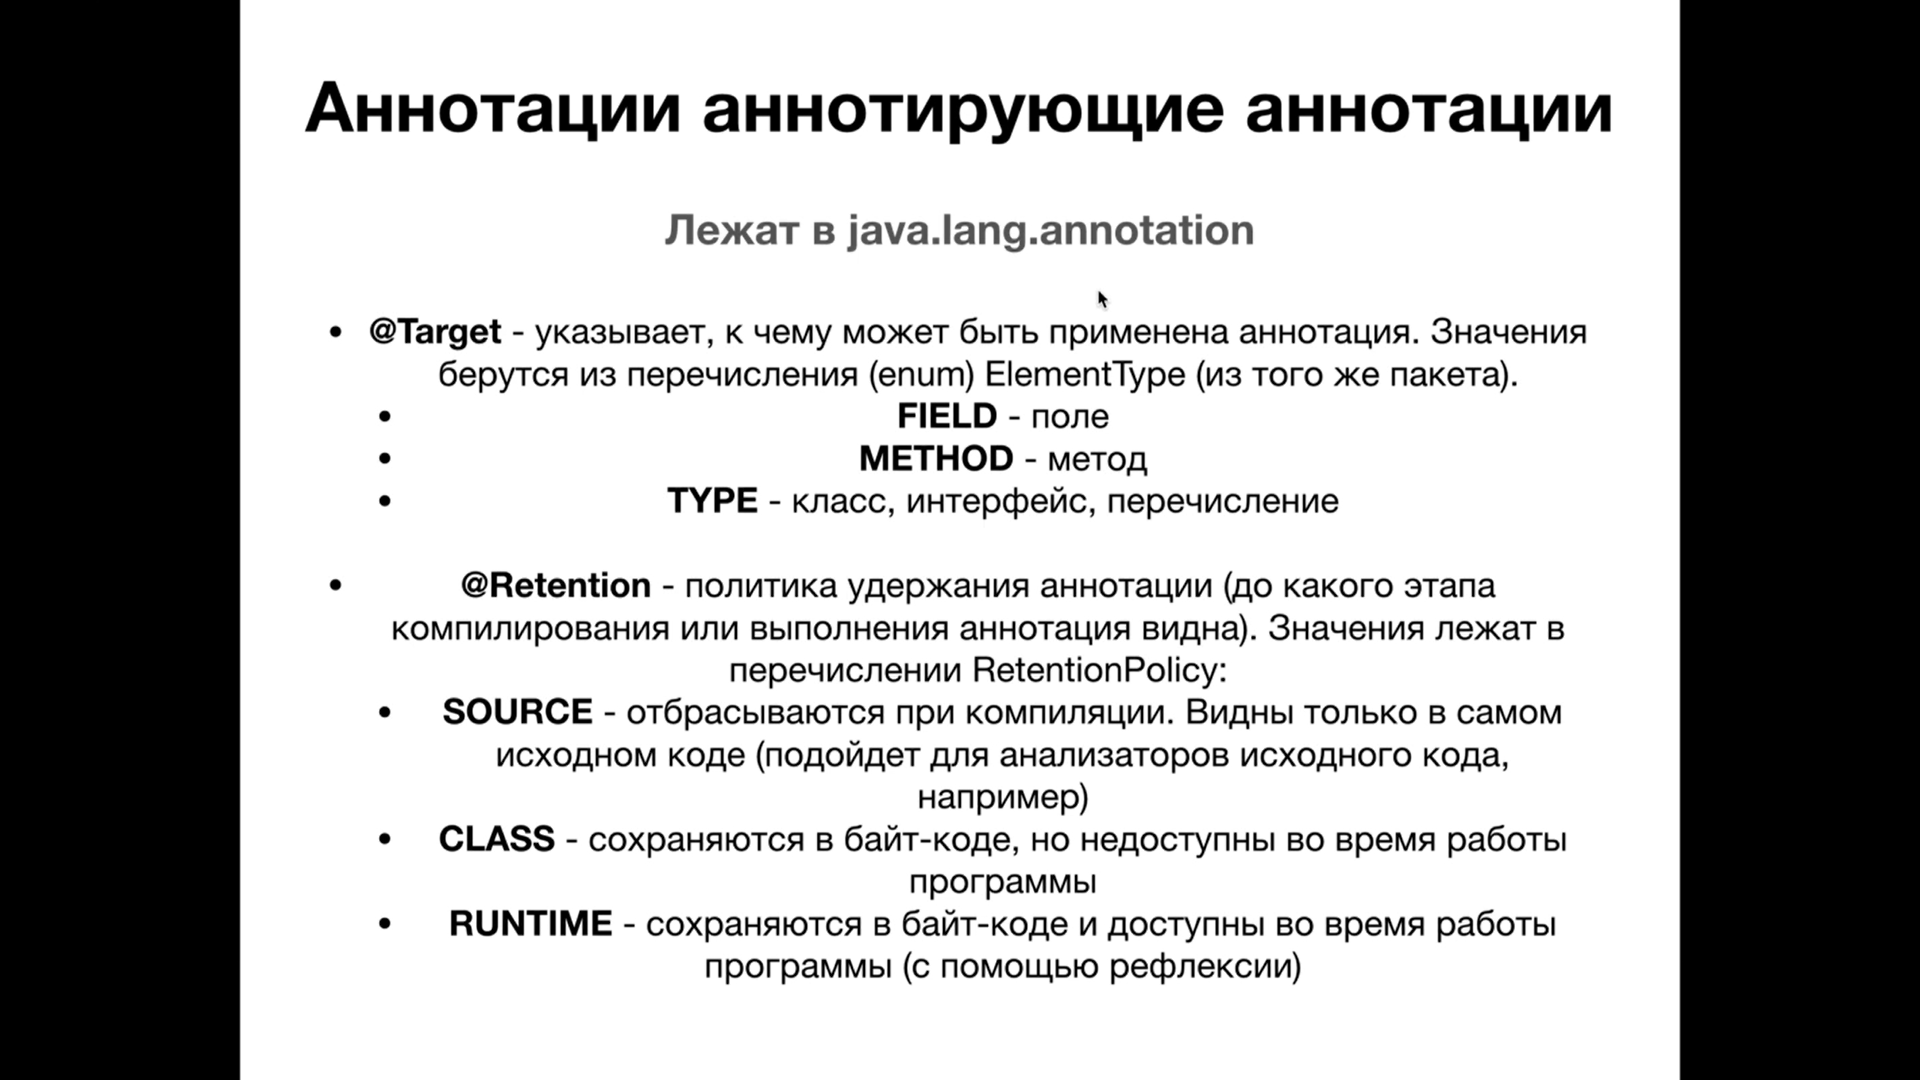 Аннотации аннотирующие аннотации
Лежат в java.lang.annotation
• @Target - указывает, к чему может быть применена аннотация. Значения
берутся из перечисления (enum) ElementType (из того же пакета).
• FIELD - поле
• METHOD - метод
• TYPE - класс, интерфейс, перечисление
• @Retention - политика удержания аннотации (до какого этапа
компилирования или выполнения аннотация видна). Значения лежат в
перечислении RetentionPolicy:
• SOURCE - отбрасываются при компиляции. Видны только в самом
исходном коде (подойдет для анализаторов исходного кода,
например)
• CLASS - сохраняются в байт-коде, но недоступны во время работы
программы
• RUNTIME - сохраняются в байт-коде и доступны во время работы
программы (с помощью рефлексии)